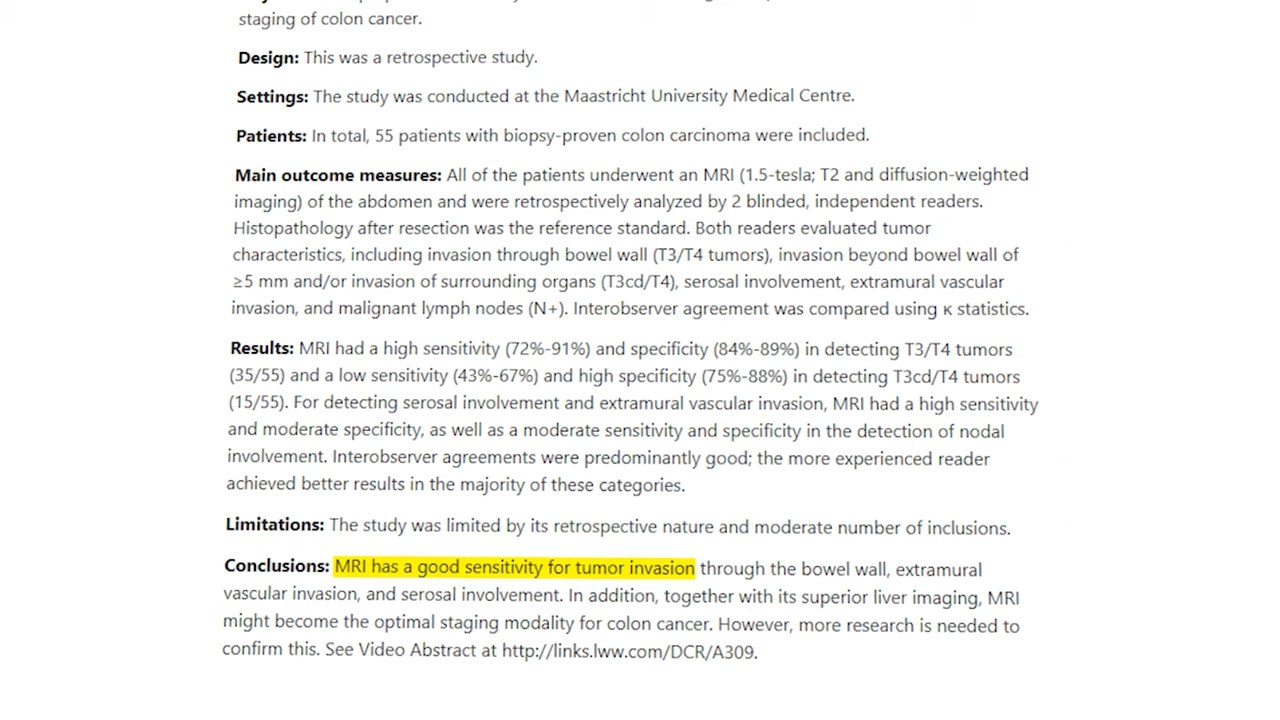 staging of colon cancer.
Design: This was a retrospective study.
Settings: The study was conducted at the Maastricht University Medical Centre.
Patients: In total, 55 patients with biopsy-proven colon carcinoma were included.
Main outcome measures: All of the patients underwent an MRI (1.5-tesla; T2 and diffusion-weighted
imaging) of the abdomen and were retrospectively analyzed by 2 blinded, independent readers.
Histopathology after resection was the reference standard. Both readers evaluated tumor
characteristics, including invasion through bowel wall (T3/T4 tumors), invasion beyond bowel wall of
≥5 mm and/or invasion of surrounding organs (T3cd/T4), serosal involvement, extramural vascular
invasion, and malignant lymph nodes (N+). Interobserver agreement was compared using κ statistics.
Results: MRI had a high sensitivity (72%-91%) and specificity (84%-89%) in detecting T3/T4 tumors
(35/55) and a low sensitivity (43%-67%) and high specificity (75%-88%) in detecting T3cd/T4 tumors
(15/55). For detecting serosal involvement and extramural vascular invasion, MRI had a high sensitivity
and moderate specificity, as well as a moderate sensitivity and specificity in the detection of nodal
involvement. Interobserver agreements were predominantly good; the more experienced reader
achieved better results in the majority of these categories.
Limitations: The study was limited by its retrospective nature and moderate number of inclusions.
Conclusions: MRI has a good sensitivity for tumor invasion through the bowel wall, extramural
vascular invasion, and serosal involvement. In addition, together with its superior liver imaging, MRI
might become the optimal staging modality for colon cancer. However, more research is needed to
confirm this. See Video Abstract at http://links.lww.com/DCR/A309.